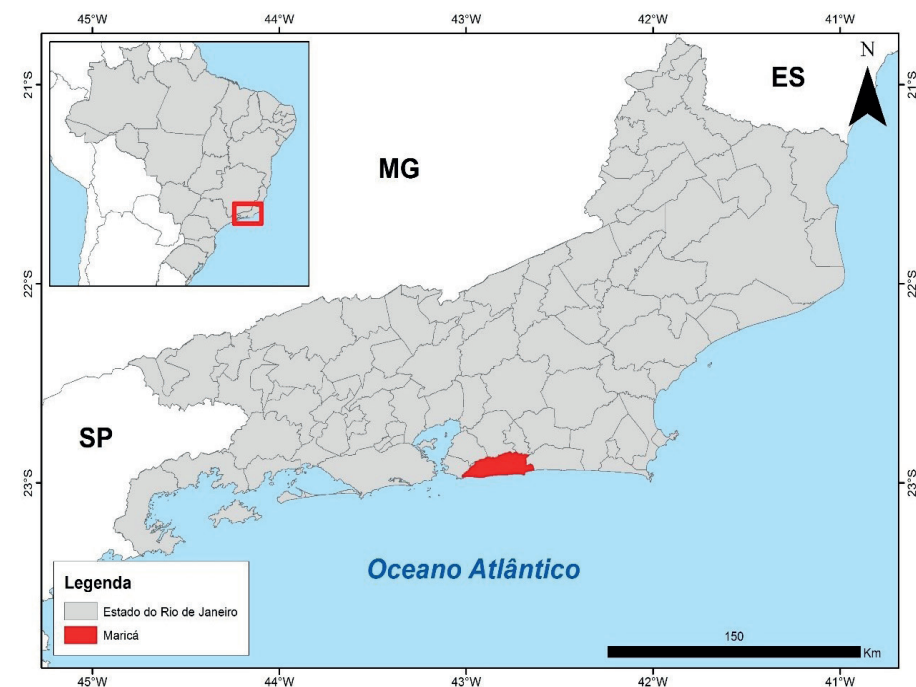 45°W 44°W 43°W 42°W 41°W
N
ES
21°S 21°S
MG
22°S 22°S
SP
23°S 23°S
Oceano Atlântico
Legenda
Estado do Rio de Janeiro
Maricá
150
Km
45°W 44°W 43°W 42°W 41°W